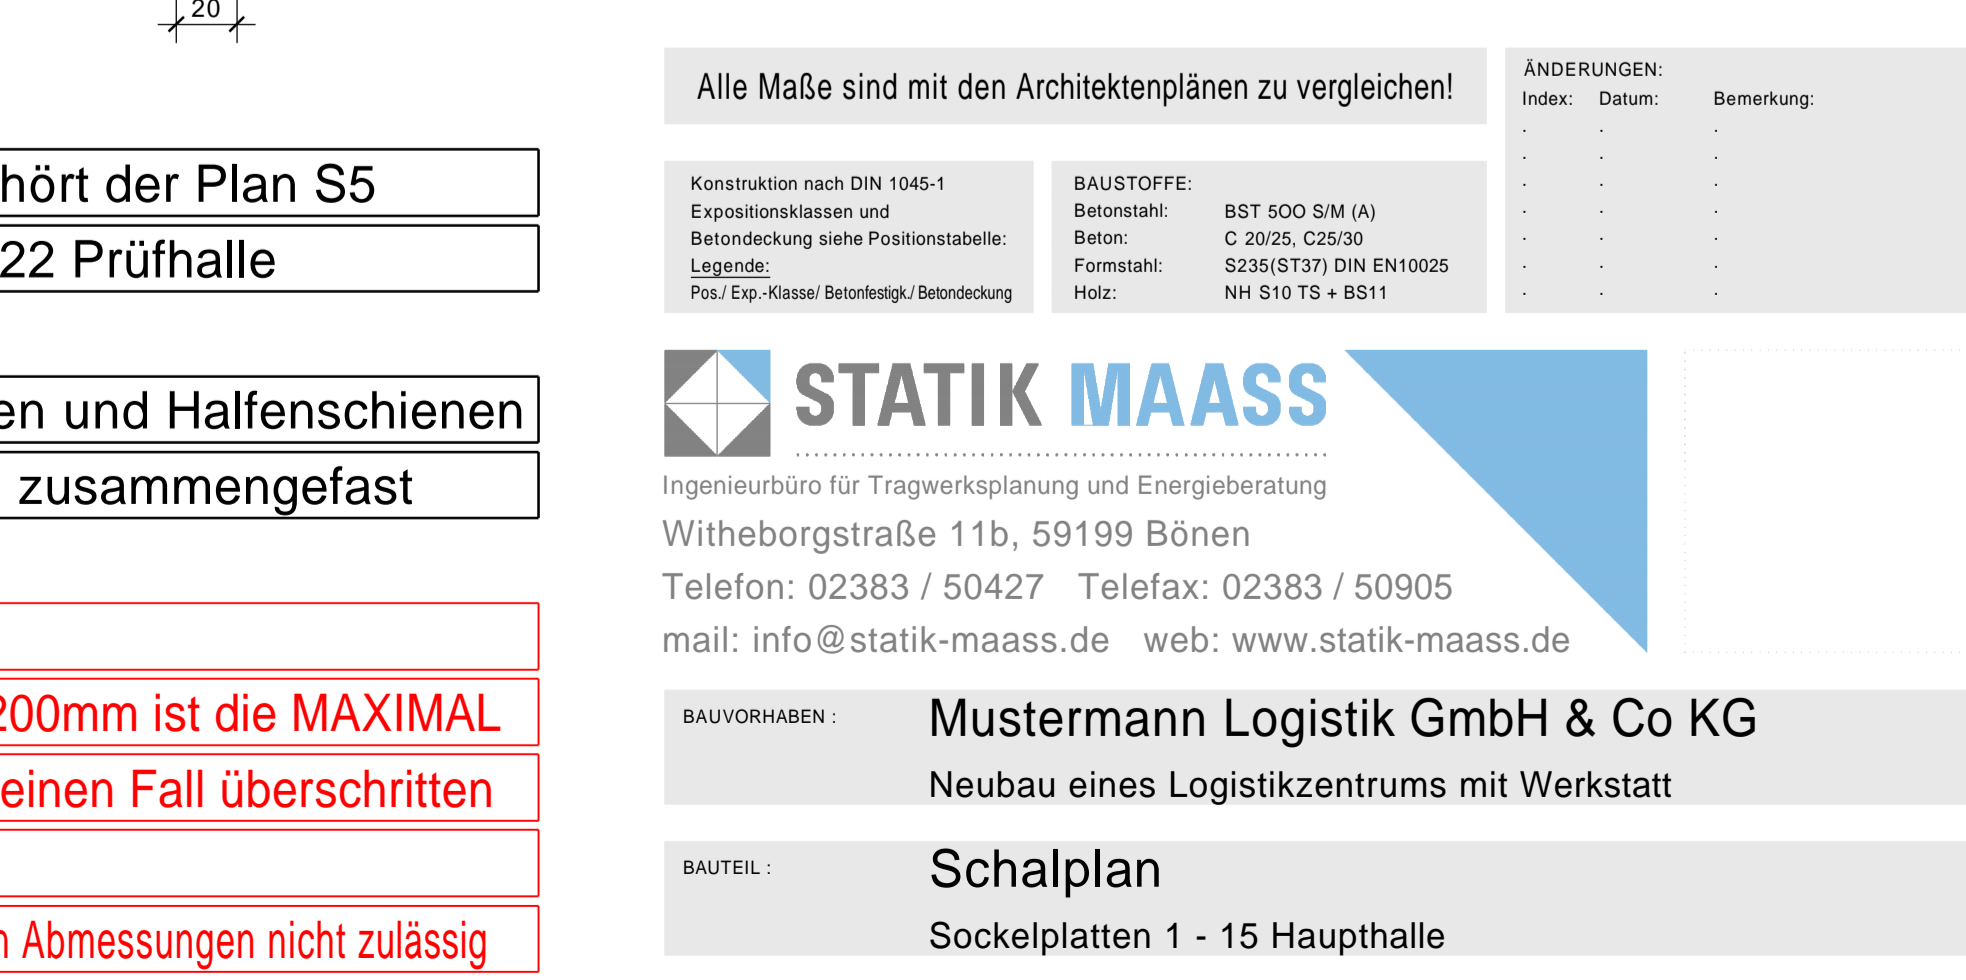 20
hört der Plan S5
22 Prüfhalle
en und Halfenschienen
zusammengefast
200mm ist die MAXIMAL
einen Fall überschritten
n Abmessungen nicht zulässig
Alle Maße sind mit den Architektenplänen zu vergleichen!
Konstruktion nach DIN 1045-1
Expositionsklassen und
Betondeckung siehe Positionstabelle:
Legende:
Pos./ Exp.-Klasse/ Betonfestigk./ Betondeckung
BAUSTOFFE:
Betonstahl: BST 5OO S/M (A)
Beton: C 20/25, C25/30
Formstahl: S235(ST37) DIN EN10025
Holz: NH S10 TS + BS11
ÄNDERUNGEN:
Index: Datum: Bemerkung:
. . .
. . .
. . .
. . .
. . .
. . .
. . .
STATIK MAASS
Ingenieurbüro für Tragwerksplanung und Energieberatung
Witheborgstraße 11b, 59199 Bönen
Telefon: 02383 / 50427 Telefax: 02383 / 50905
mail: info@statik-maass.de web: www.statik-maass.de
BAUVORHABEN : Mustermann Logistik GmbH & Co KG
Neubau eines Logistikzentrums mit Werkstatt
BAUTEIL : Schalplan
Sockelplatten 1 - 15 Haupthalle